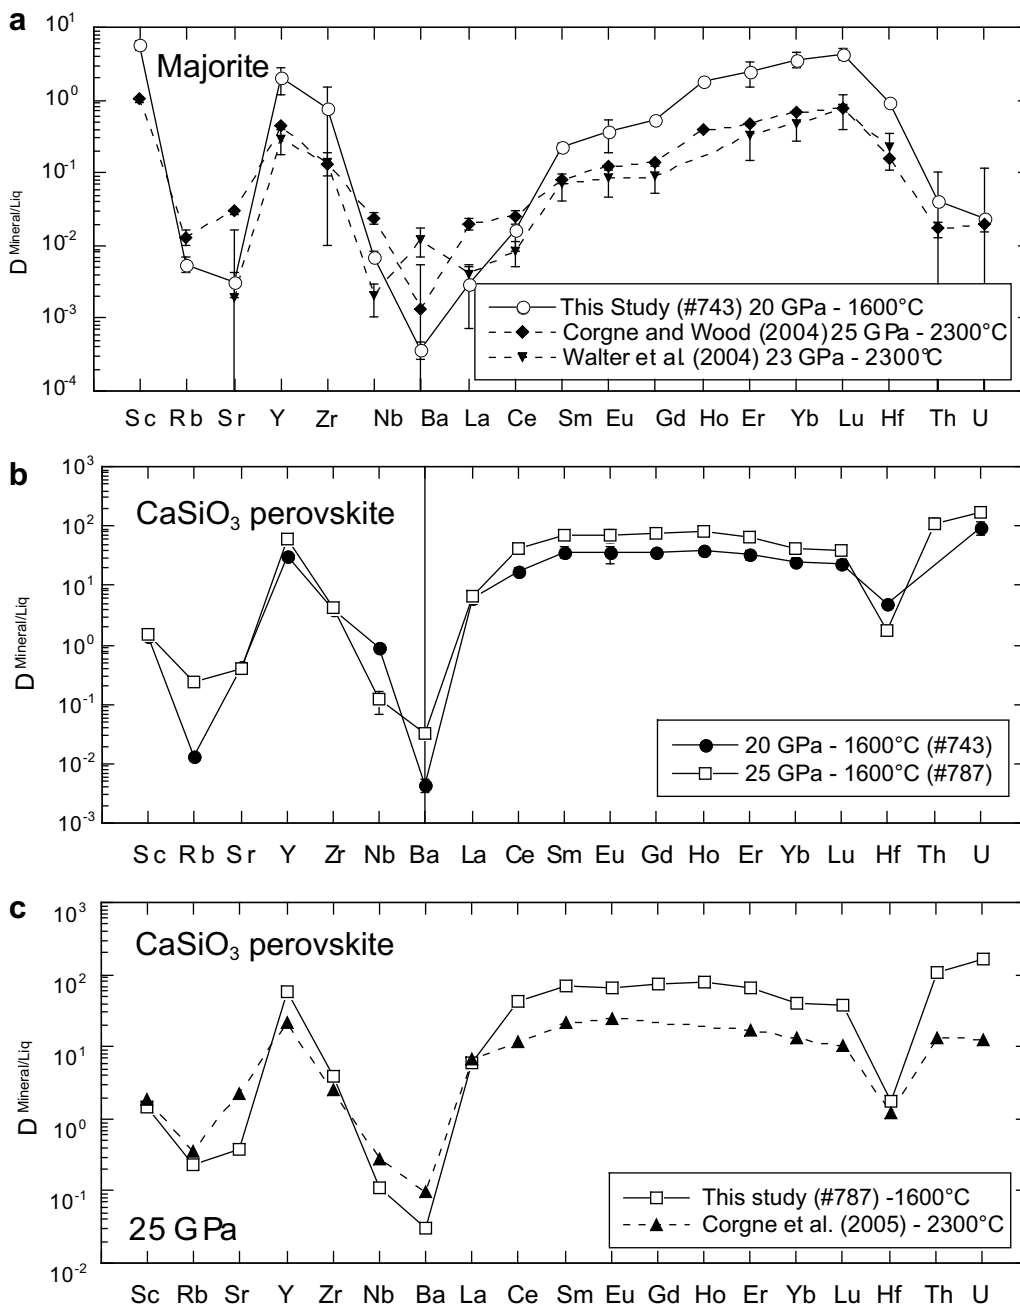 a
10^1
10^0
10^-1
10^-2
10^-3
10^-4
D Mineral/Liq
Majorite
This Study (#743) 20 GPa - 1600°C
Corgne and Wood (2004) 25 GPa - 2300°C
Walter et al. (2004) 23 GPa - 2300°C
Sc Rb Sr Y Zr Nb Ba La Ce Sm Eu Gd Ho Er Yb Lu Hf Th U
b
10^3
10^2
10^1
10^0
10^-1
10^-2
10^-3
D Mineral/Liq
CaSiO₃ perovskite
20 GPa - 1600°C (#743)
25 GPa - 1600°C (#787)
Sc Rb Sr Y Zr Nb Ba La Ce Sm Eu Gd Ho Er Yb Lu Hf Th U
c
10^3
10^2
10^1
10^0
10^-1
10^-2
D Mineral/Liq
CaSiO₃ perovskite
25 GPa
This study (#787) -1600°C
Corgne et al. (2005) - 2300°C
Sc Rb Sr Y Zr Nb Ba La Ce Sm Eu Gd Ho Er Yb Lu Hf Th U